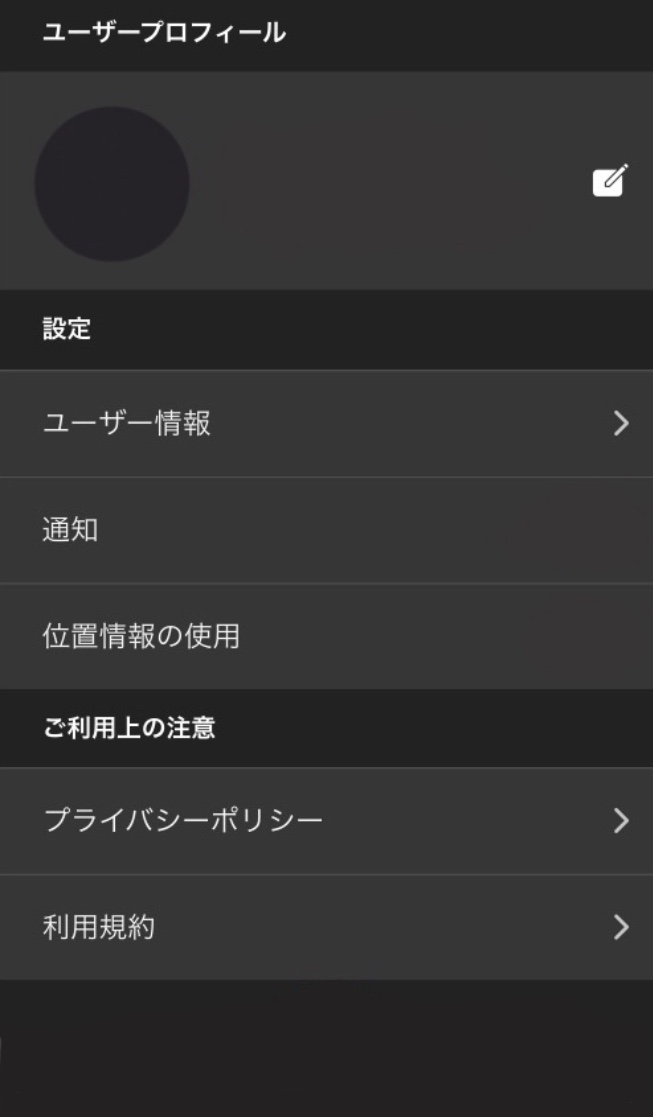 ユーザープロフィール
設定
ユーザー情報
通知
位置情報の使用
ご利用上の注意
プライバシーポリシー
利用規約